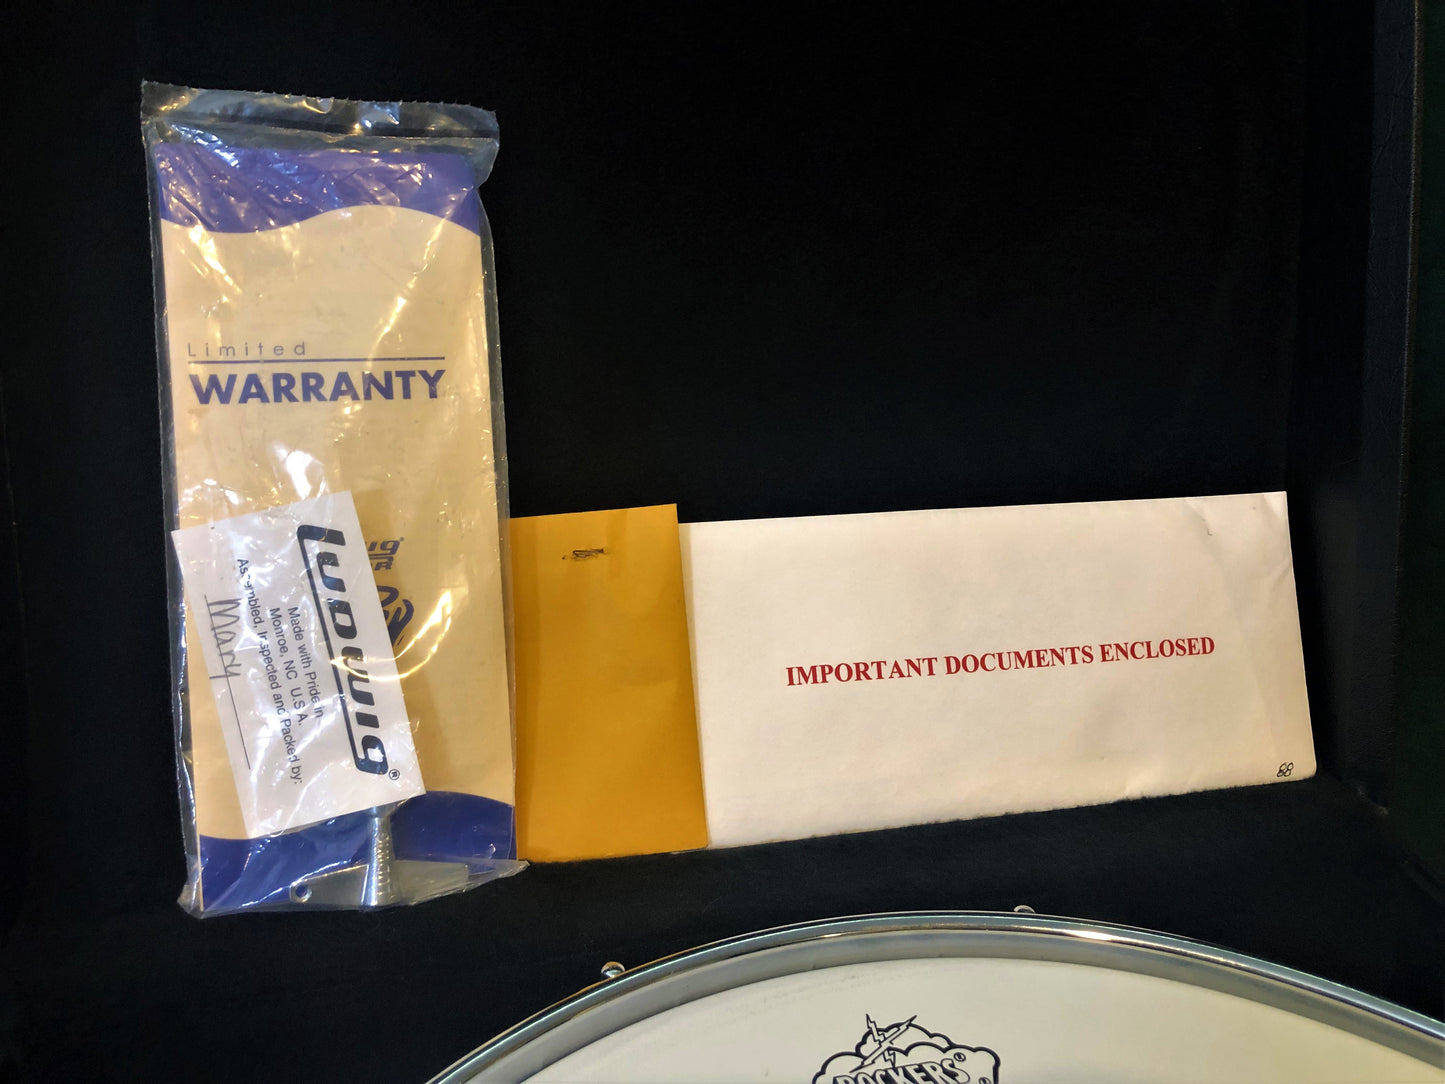 Limited
WARRANTY
LUDWIG®
Made with Pride in
Monroe, NC U.S.A.
Assembled, Inspected and Packed by:
Mary
IMPORTANT DOCUMENTS ENCLOSED
88
ROCKERS